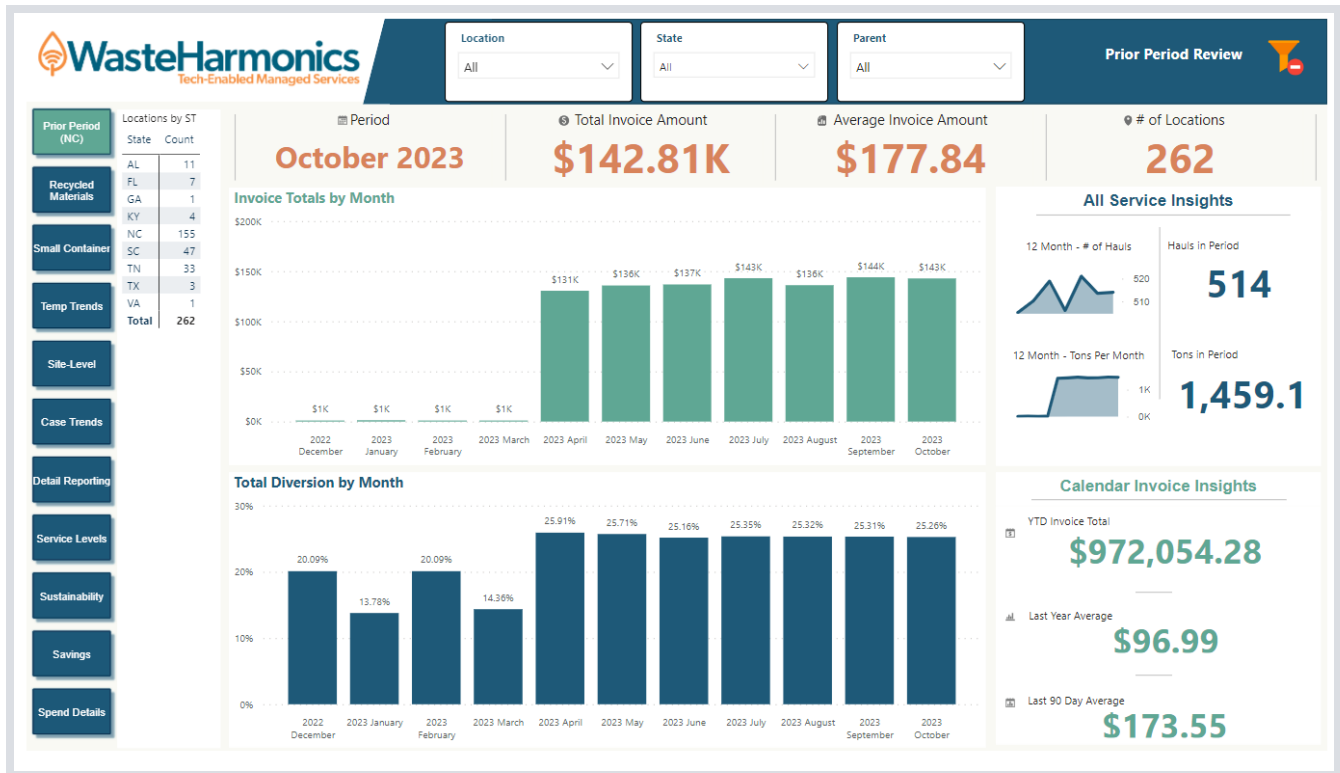 WasteHarmonics
Tech-Enabled Managed Services
Location
All
State
All
Parent
All
Prior Period Review
Prior Period
(NC)
Recycled
Materials
Small Container
Temp Trends
Site-Level
Case Trends
Detail Reporting
Service Levels
Sustainability
Savings
Spend Details
Locations by ST
State Count
AL 11
FL 7
GA 1
KY 4
NC 155
SC 47
TN 33
TX 3
VA 1
Total 262
Period
October 2023
Total Invoice Amount
$142.81K
Average Invoice Amount
$177.84
# of Locations
262
Invoice Totals by Month
$200K
$150K
$100K
$50K
$0K
$1K $1K $1K $1K $131K $136K $137K $143K $136K $144K $143K
2022 2023 2023 2023 March 2023 April 2023 May 2023 June 2023 July 2023 August 2023 2023
December January February September October
Total Diversion by Month
30%
20%
10%
0%
20.09% 13.78% 20.09% 14.36% 25.91% 25.71% 25.16% 25.35% 25.32% 25.31% 25.26%
2022 2023 January 2023 2023 March 2023 April 2023 May 2023 June 2023 July 2023 August 2023 2023
December February September October
All Service Insights
12 Month - # of Hauls
520
510
Hauls in Period
514
12 Month - Tons Per Month
1K
0K
Tons in Period
1,459.1
Calendar Invoice Insights
YTD Invoice Total
$972,054.28
Last Year Average
$96.99
Last 90 Day Average
$173.55